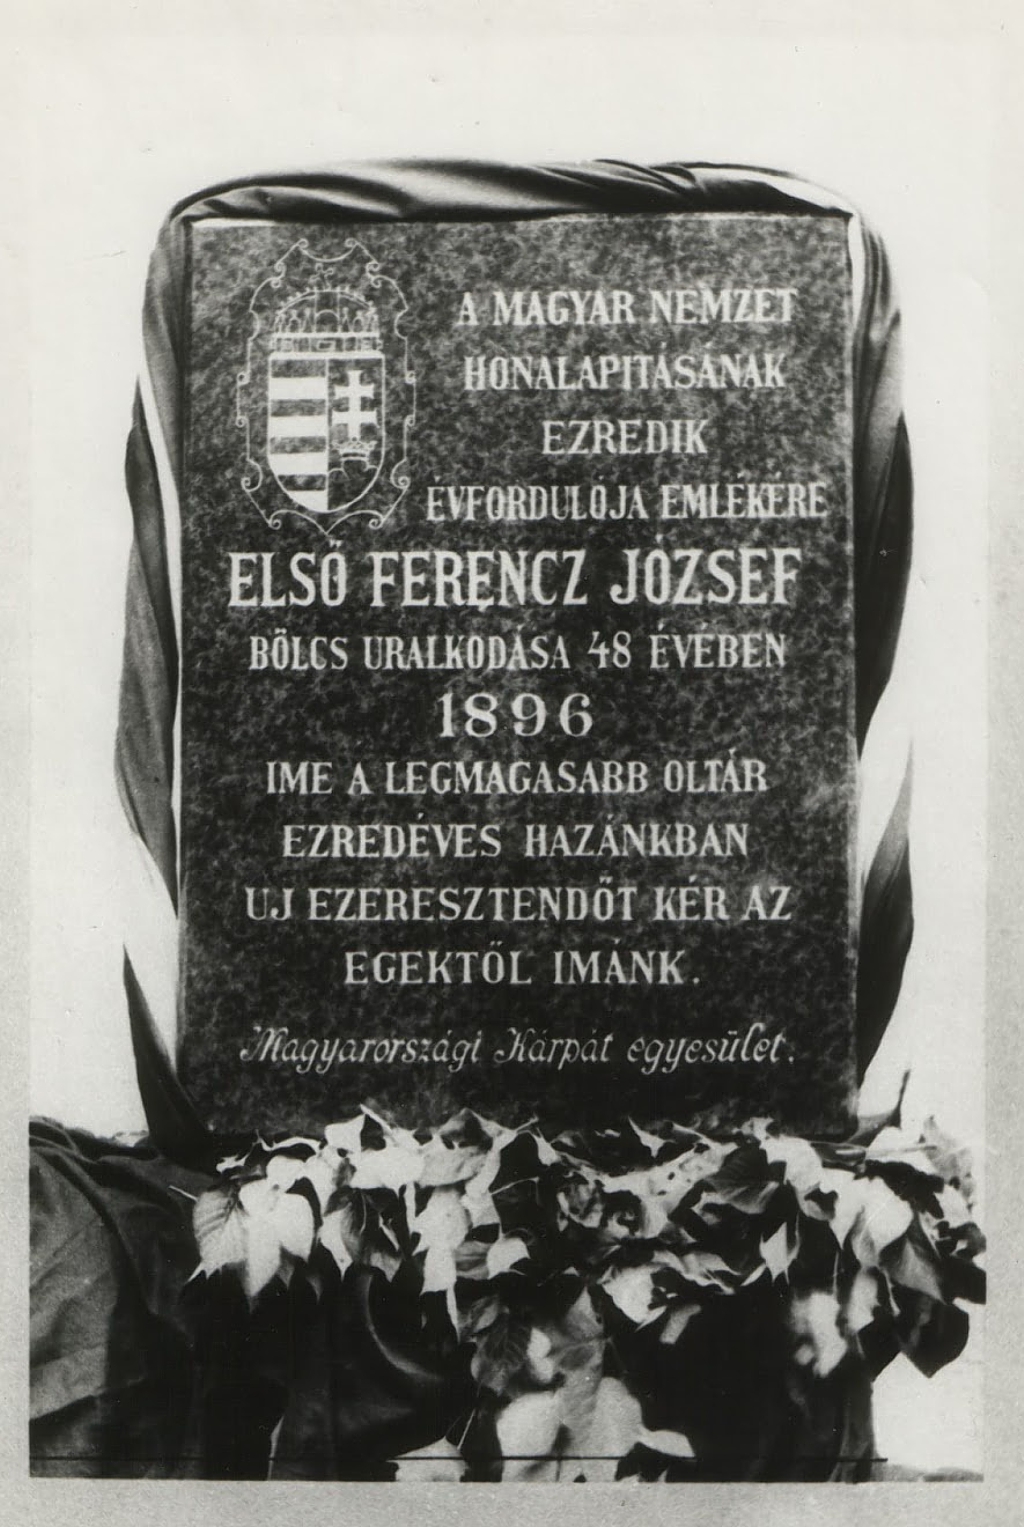 A MAGYAR NEMZET
HONALAPITÁSÁNAK
EZREDIK
ÉVFORDULÓJA EMLÉKÉRE
ELSŐ FERENCZ JÓZSEF
BÖLCS URALKODÁSA 48 ÉVÉBEN
1896
IME A LEGMAGASABB OLTÁR
EZREDÉVES HAZÁNKBAN
UJ EZERESZTENDŐT KÉR AZ
EGEKTŐL IMÁNK.
Magyarországi Kárpát egyesület.